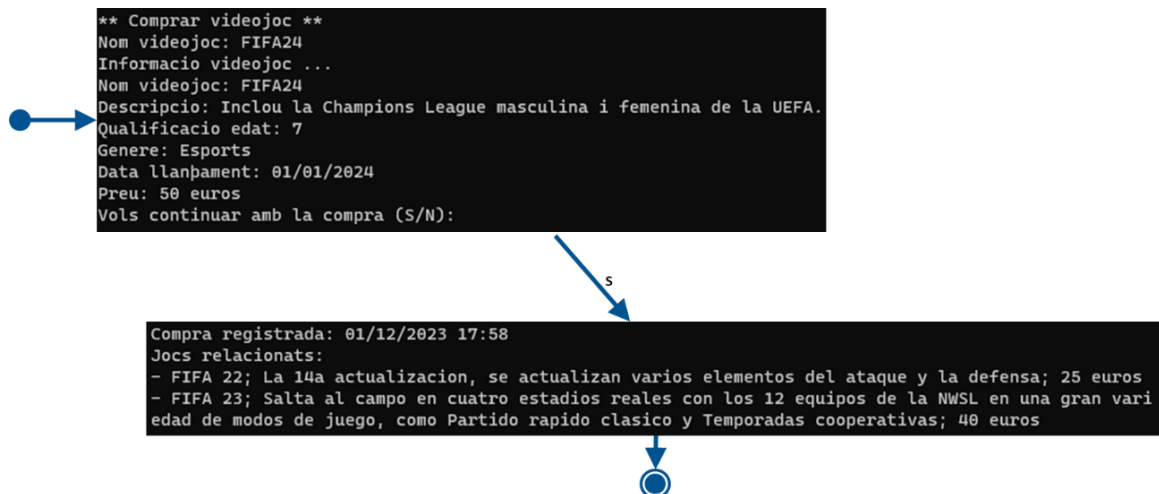 ** Comprar videojoc **
Nom videojoc: FIFA24
Informacio videojoc ...
Nom videojoc: FIFA24
Descripcio: Inclou la Champions League masculina i femenina de la UEFA.
Qualificacio edat: 7
Genere: Esports
Data llanþament: 01/01/2024
Preu: 50 euros
Vols continuar amb la compra (S/N):
S
Compra registrada: 01/12/2023 17:58
Jocs relacionats:
- FIFA 22; La 14a actualizacion, se actualizan varios elementos del ataque y la defensa; 25 euros
- FIFA 23; Salta al campo en cuatro estadios reales con los 12 equipos de la NWSL en una gran vari
edad de modos de juego, como Partido rapido clasico y Temporadas cooperativas; 40 euros